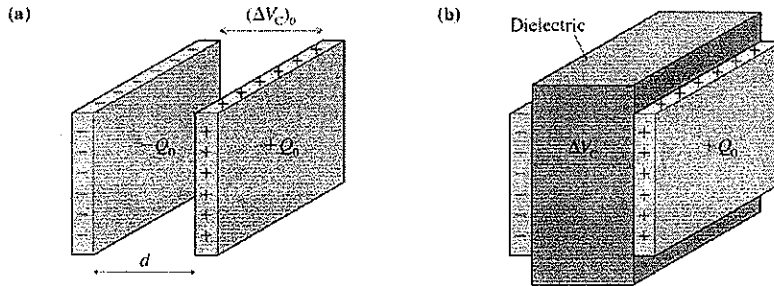 (a)
(ΔV_C)_0
− Q_0
+ Q_0
d
(b)
Dielectric
ΔV_C
+ Q_0